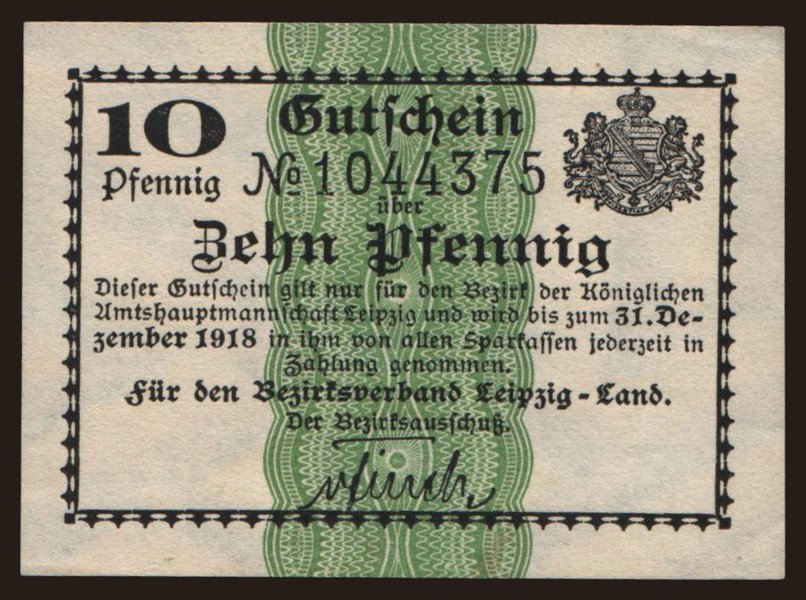 10 Gutschein
Pfennig № 1044375
über
Zehn Pfennig
Dieser Gutschein gilt nur für den Bezirk der Königlichen
Amtshauptmannschaft Leipzig und wird bis zum 31. De-
zember 1918 in ihm von allen Sparkassen jederzeit in
Zahlung genommen.
Für den Bezirksverband Leipzig-Land.
Der Bezirksausschuß.